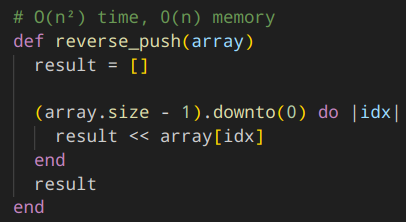 # O(n²) time, O(n) memory
def reverse_push(array)
  result = []

  (array.size - 1).downto(0) do |idx|
    result << array[idx]
  end
  result
end